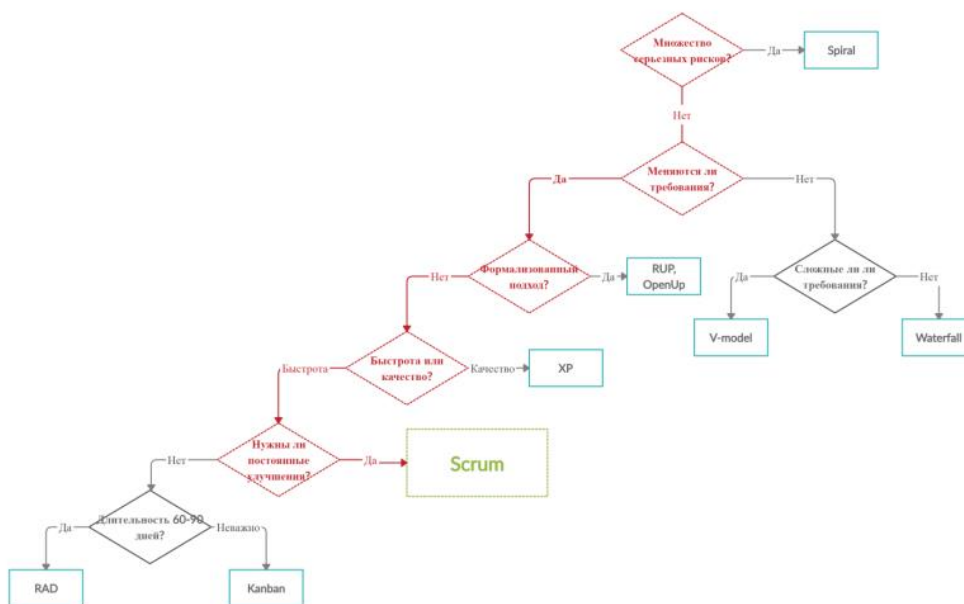 Множество
серьезных рисков?
Да
Spiral
Нет
Меняются ли
требования?
Да
Нет
Формализованный
подход?
Нет
Да
RUP,
OpenUp
Сложные ли ли
требования?
Да
Нет
V-model
Waterfall
Быстрота или
качество?
Быстрота
Качество
XP
Нужны ли
постоянные
улучшения?
Нет
Да
Scrum
Длительность 60-90
дней?
Да
Неважно
RAD
Kanban